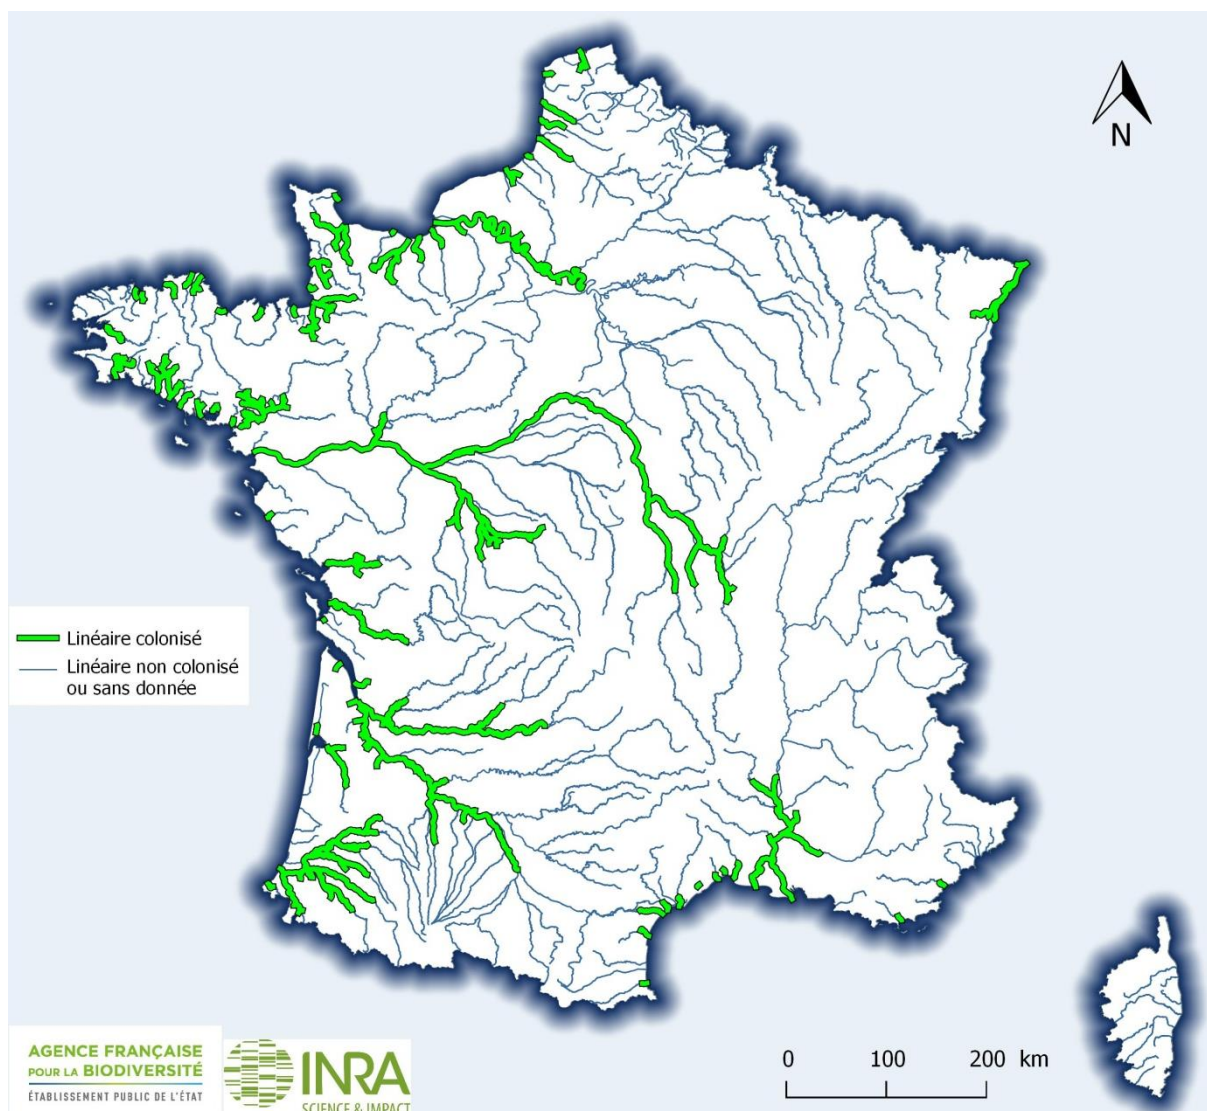 N
Linéaire colonisé
Linéaire non colonisé
ou sans donnée
AGENCE FRANÇAISE
POUR LA BIODIVERSITÉ
ÉTABLISSEMENT PUBLIC DE L'ÉTAT
INRA
SCIENCE & IMPACT
0 100 200 km